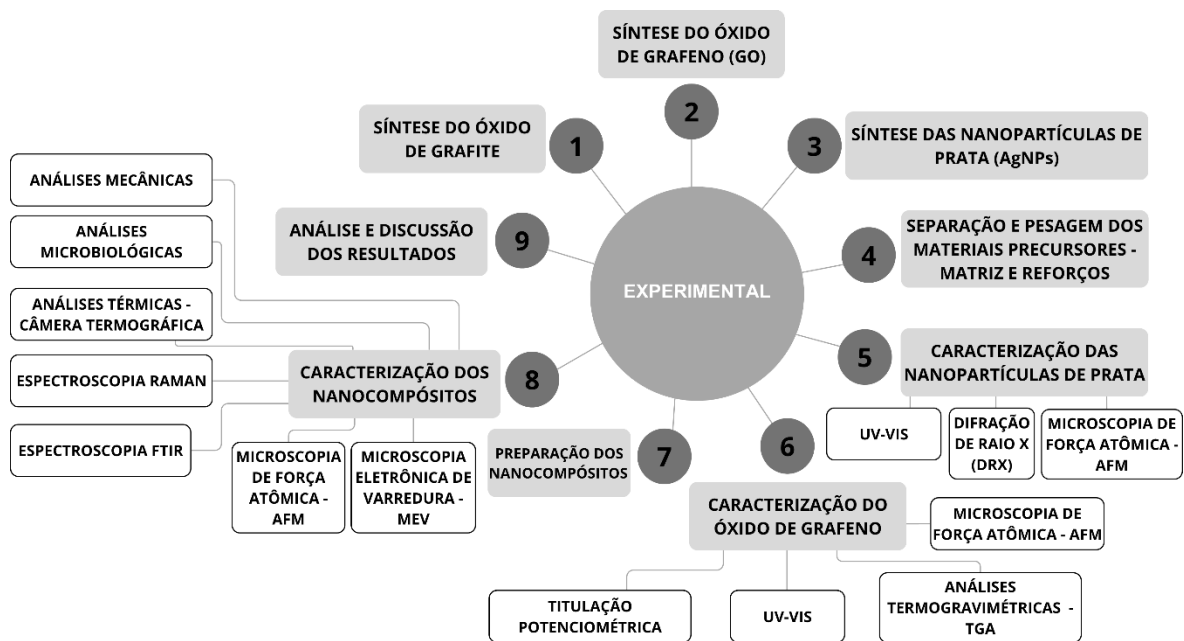 SÍNTESE DO ÓXIDO
DE GRAFENO (GO)
2
SÍNTESE DO ÓXIDO
DE GRAFITE
1
3
SÍNTESE DAS NANOPARTÍCULAS DE
PRATA (AgNPs)
ANÁLISES MECÂNICAS
ANÁLISES
MICROBIOLÓGICAS
ANÁLISE E DISCUSSÃO
DOS RESULTADOS
9
4
SEPARAÇÃO E PESAGEM DOS
MATERIAIS PRECURSORES -
MATRIZ E REFORÇOS
EXPERIMENTAL
ANÁLISES TÉRMICAS -
CÂMERA TERMOGRÁFICA
ESPECTROSCOPIA RAMAN
ESPECTROSCOPIA FTIR
CARACTERIZAÇÃO DOS
NANOCOMPÓSITOS
8
5
CARACTERIZAÇÃO DAS
NANOPARTÍCULAS DE PRATA
UV-VIS
DIFRAÇÃO
DE RAIO X
(DRX)
MICROSCOPIA DE
FORÇA ATÔMICA -
AFM
MICROSCOPIA
DE FORÇA
ATÔMICA -
AFM
MICROSCOPIA
ELETRÔNICA DE
VARREDURA -
MEV
PREPARAÇÃO DOS
NANOCOMPÓSITOS
7
6
CARACTERIZAÇÃO DO
ÓXIDO DE GRAFENO
MICROSCOPIA DE
FORÇA ATÔMICA - AFM
TITULAÇÃO
POTENCIOMÉTRICA
UV-VIS
ANÁLISES
TERMOGRAVIMÉTRICAS -
TGA